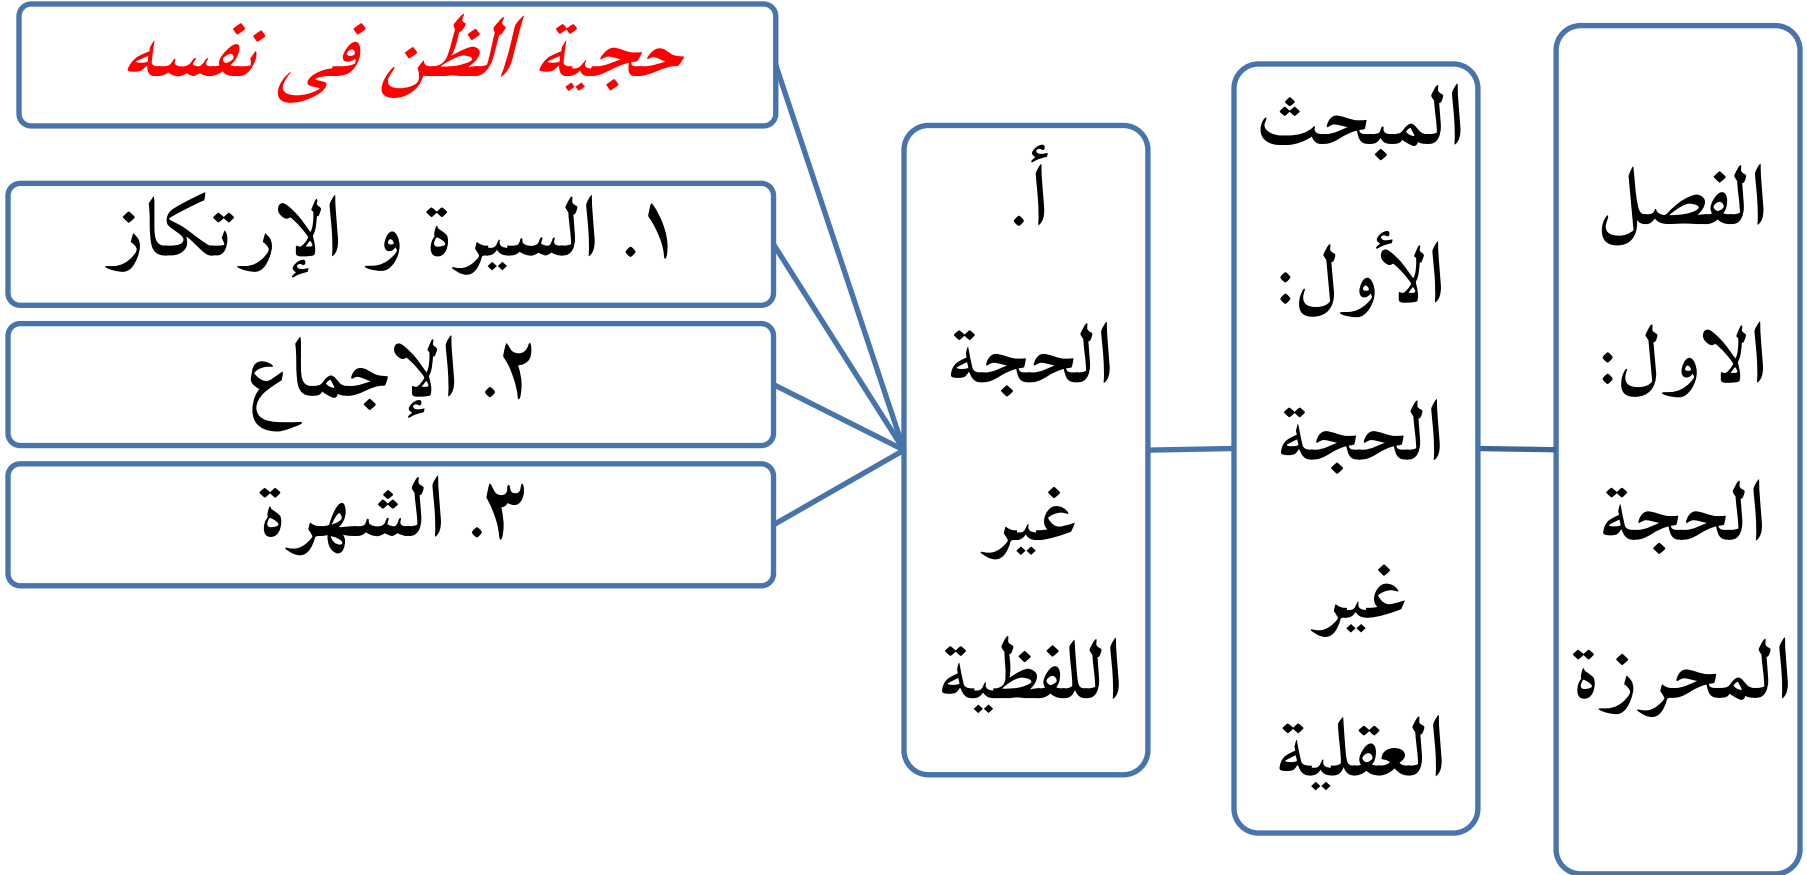 الفصل
الاول:
الحجة
المحرزة
المبحث
الأول:
الحجة
غير
العقلية
أ.
الحجة
غير
اللفظية
حجية الظن فى نفسه
١. السيرة و الإرتكاز
٢. الإجماع
٣. الشهرة